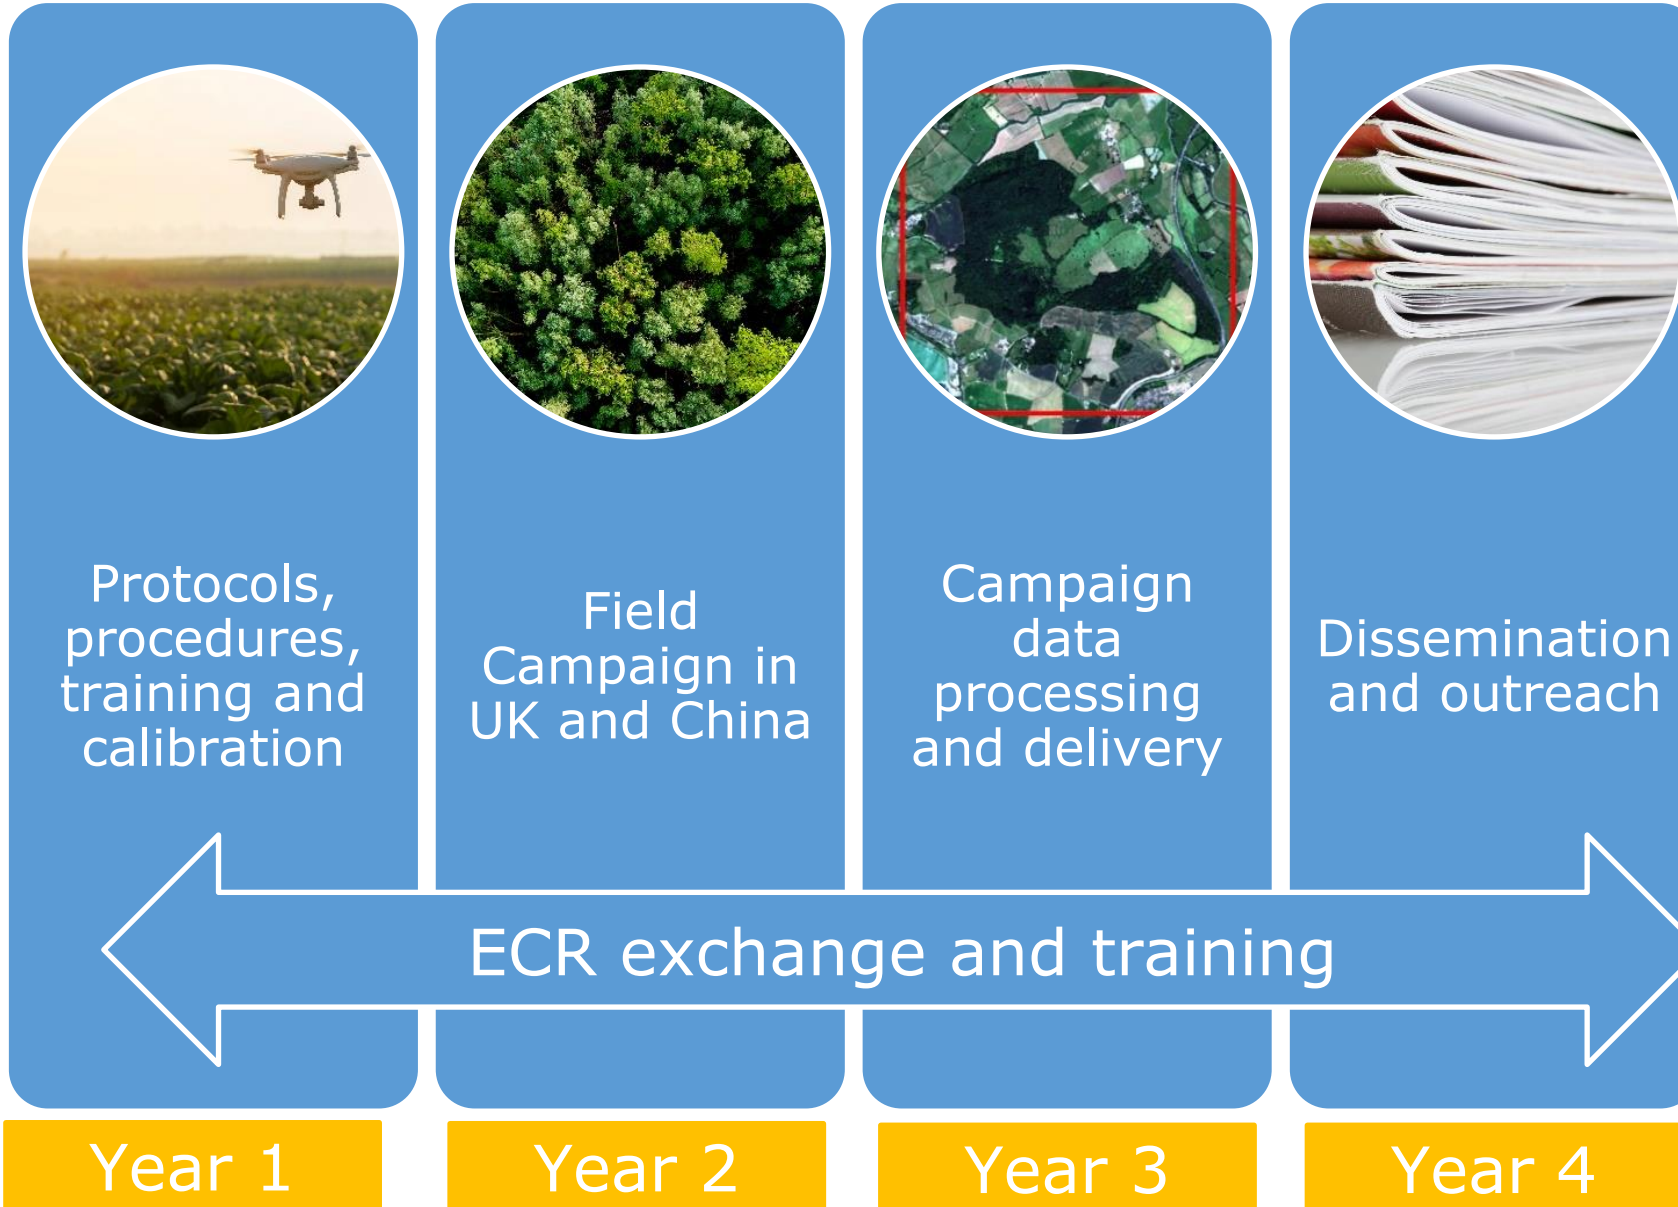 Protocols,
procedures,
training and
calibration
Field
Campaign in
UK and China
Campaign
data
processing
and delivery
Dissemination
and outreach
ECR exchange and training
Year 1
Year 2
Year 3
Year 4